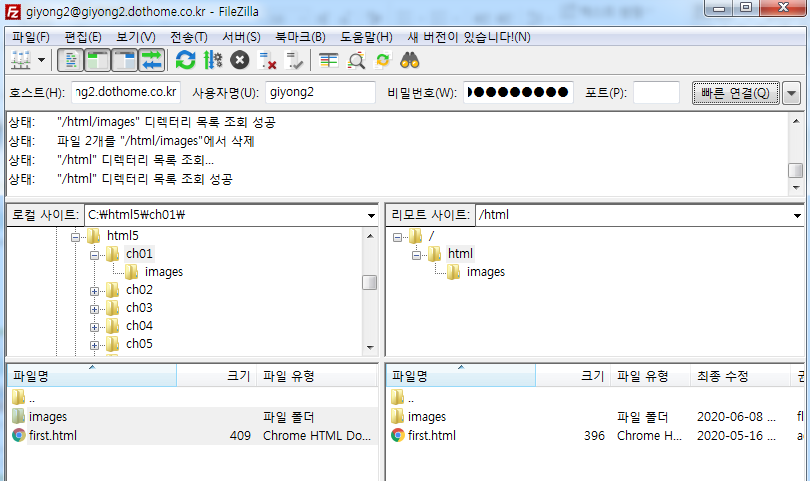 giyong2@giyong2.dothome.co.kr - FileZilla
파일(F) 편집(E) 보기(V) 전송(T) 서버(S) 북마크(B) 도움말(H) 새 버전이 있습니다!(N)
호스트(H): ng2.dothome.co.kr 사용자명(U): giyong2 비밀번호(W): ●●●●●●●●●● 포트(P): 빠른 연결(Q)
상태: "/html/images" 디렉터리 목록 조회 성공
상태: 파일 2개를 "/html/images"에서 삭제
상태: "/html" 디렉터리 목록 조회...
상태: "/html" 디렉터리 목록 조회 성공
로컬 사이트: C:₩html5₩ch01₩
html5
ch01
images
ch02
ch03
ch04
ch05
리모트 사이트: /html
/
html
images
파일명 크기 파일 유형
..
images 파일 폴더
first.html 409 Chrome HTML Do...
파일명 크기 파일 유형 최종 수정
..
images 파일 폴더 2020-06-08 ...
first.html 396 Chrome H... 2020-05-16 ...